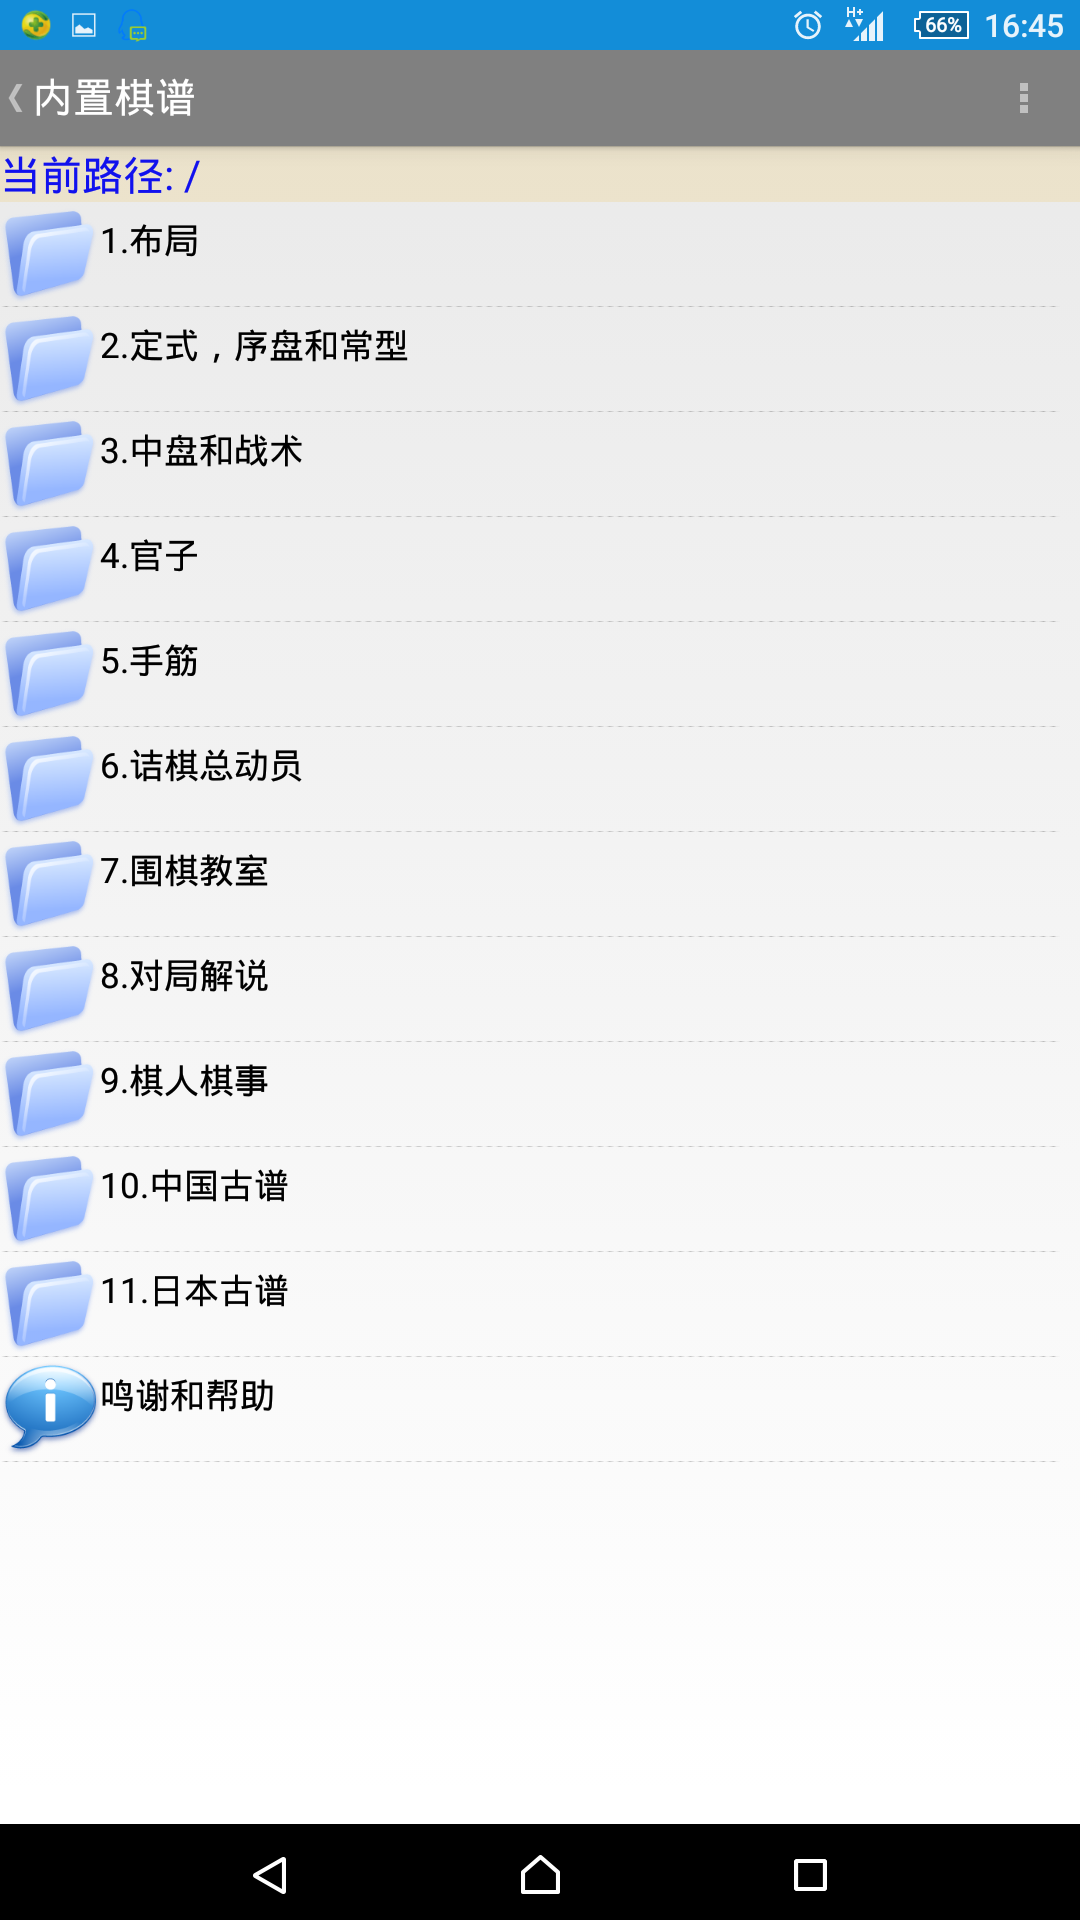 H+
66%
16:45
内置棋谱
当前路径: /
1.布局
2.定式，序盘和常型
3.中盘和战术
4.官子
5.手筋
6.诘棋总动员
7.围棋教室
8.对局解说
9.棋人棋事
10.中国古谱
11.日本古谱
鸣谢和帮助